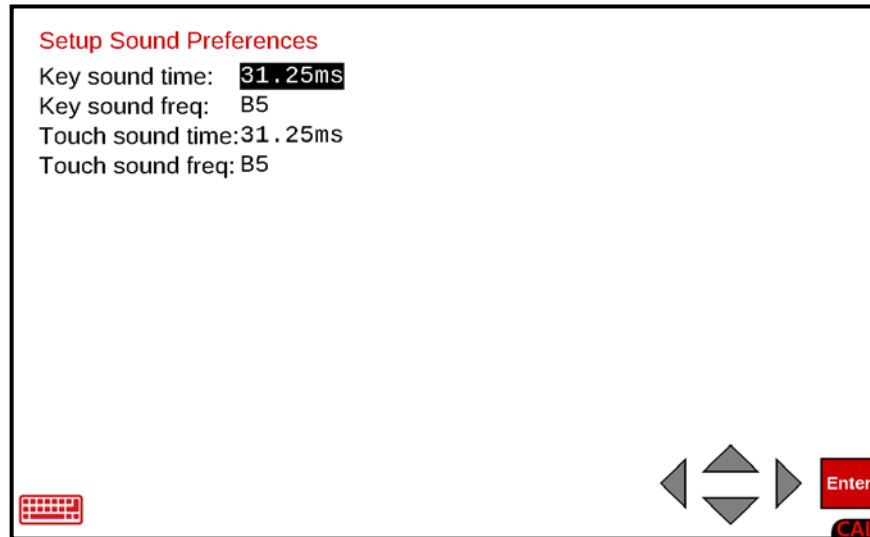 Setup Sound Preferences
Key sound time: 31.25ms
Key sound freq: B5
Touch sound time:31.25ms
Touch sound freq: B5
Enter